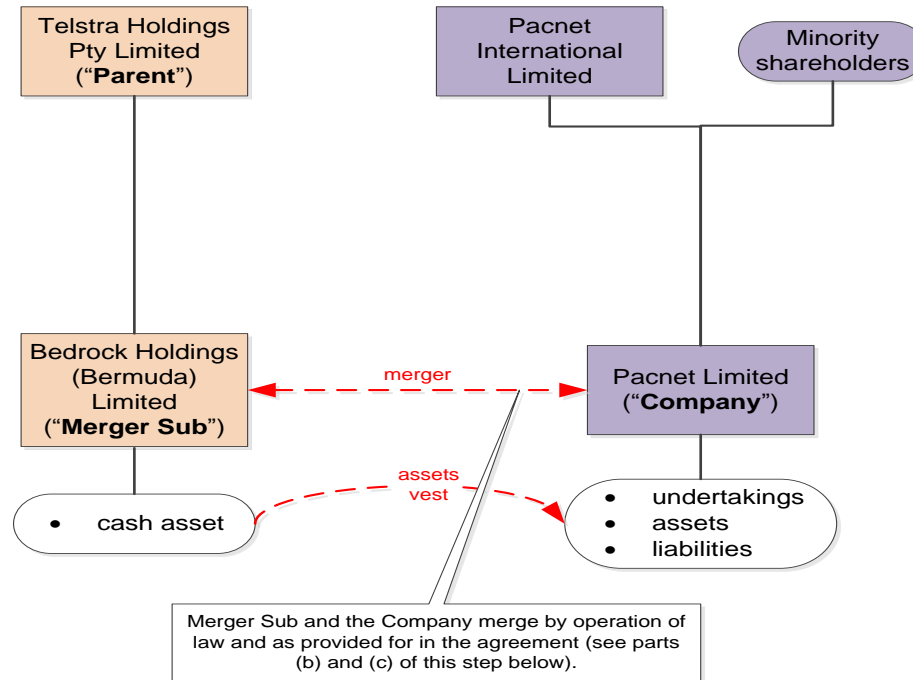 Telstra Holdings
Pty Limited
(“Parent”)
Pacnet
International
Limited
Minority
shareholders
Bedrock Holdings
(Bermuda)
Limited
(“Merger Sub”)
merger
Pacnet Limited
(“Company”)
• cash asset
assets
vest
• undertakings
• assets
• liabilities
Merger Sub and the Company merge by operation of
law and as provided for in the agreement (see parts
(b) and (c) of this step below).